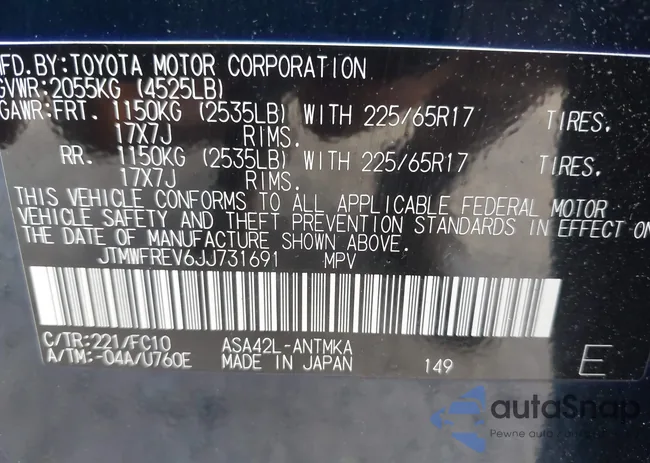 MFD.BY:TOYOTA MOTOR CORPORATION
GVWR:2055KG (4525LB)
GAWR:FRT. 1150KG (2535LB) WITH 225/65R17 TIRES.
17X7J RIMS.
RR. 1150KG (2535LB) WITH 225/65R17 TIRES.
17X7J RIMS.
THIS VEHICLE CONFORMS TO ALL APPLICABLE FEDERAL MOTOR
VEHICLE SAFETY AND THEFT PREVENTION STANDARDS IN EFFECT ON
THE DATE OF MANUFACTURE SHOWN ABOVE.
JTMWFREV6JJ731691 MPV
C/TR:221/FC10 ASA42L-ANTMKA
A/TM:-04A/U760E MADE IN JAPAN 149 E
autoSnap
Pewne auto